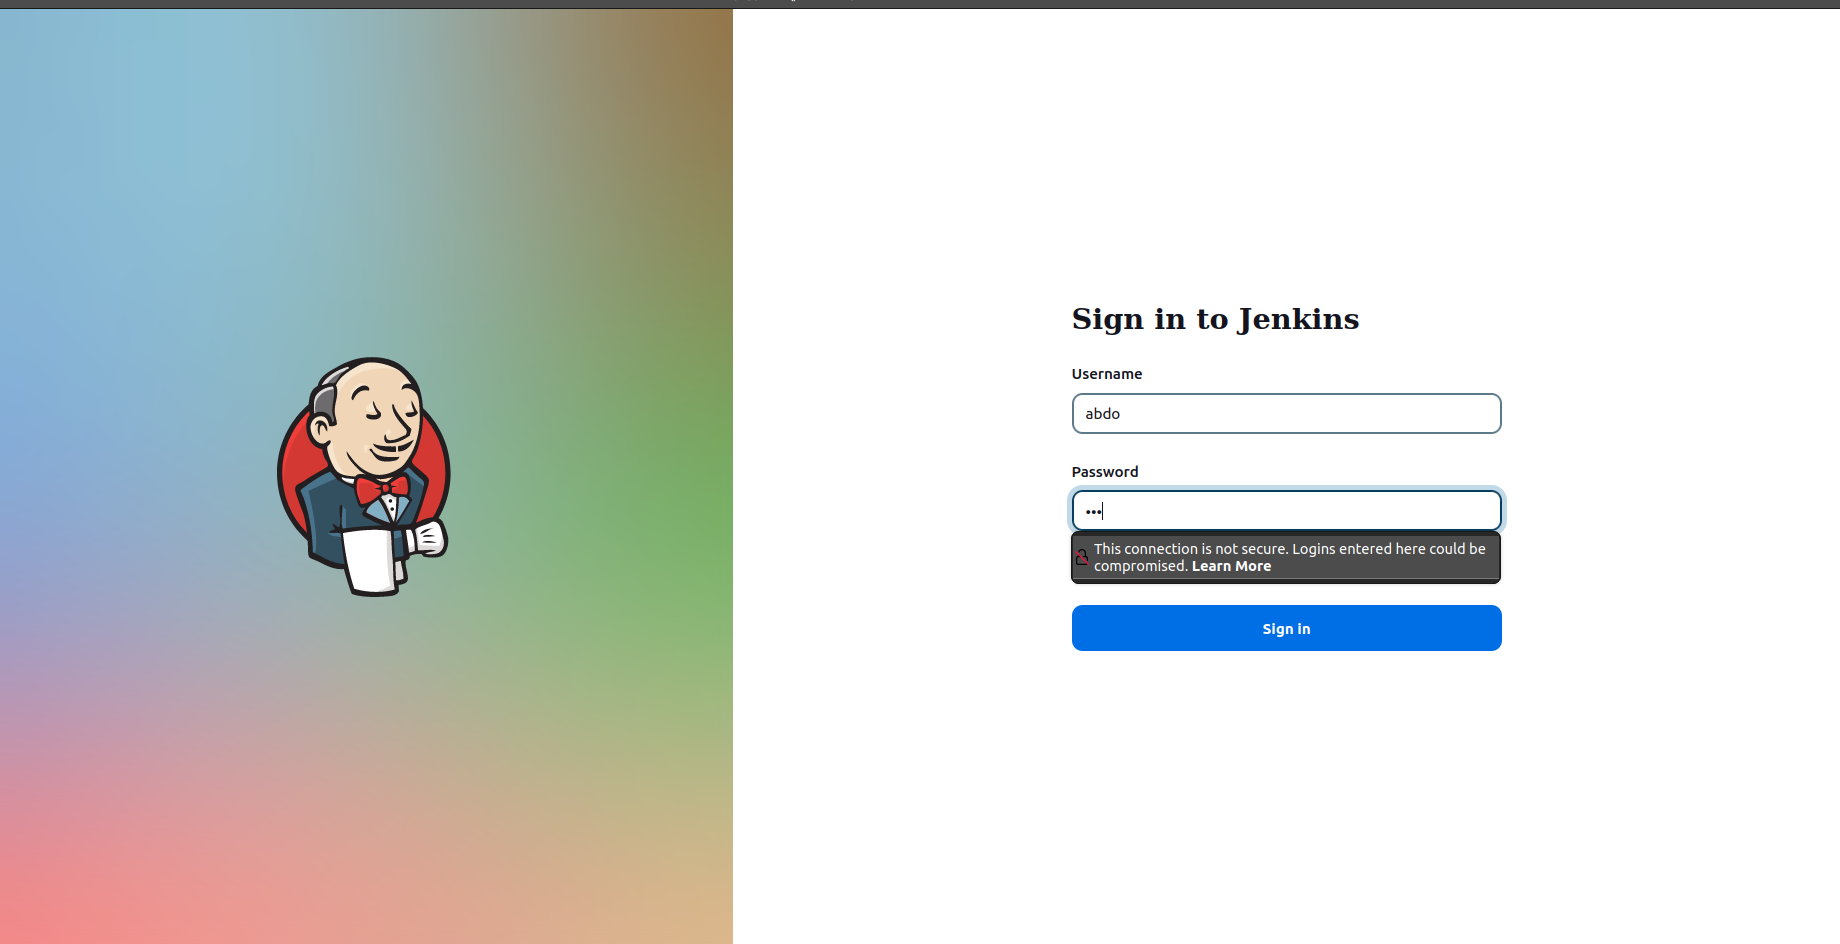 Sign in to Jenkins
Username
abdo
Password
•••
This connection is not secure. Logins entered here could be
compromised. Learn More
Sign in